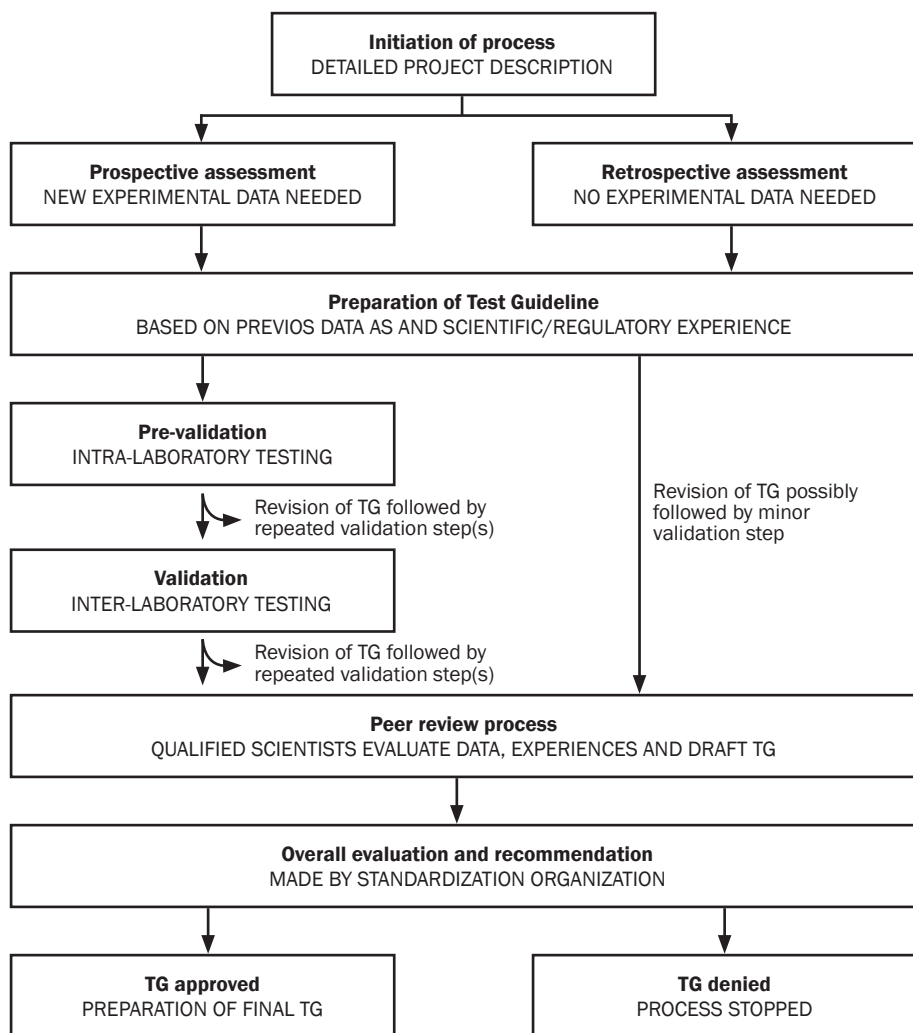 Initiation of process
DETAILED PROJECT DESCRIPTION
Prospective assessment
NEW EXPERIMENTAL DATA NEEDED
Retrospective assessment
NO EXPERIMENTAL DATA NEEDED
Preparation of Test Guideline
BASED ON PREVIOS DATA AS AND SCIENTIFIC/REGULATORY EXPERIENCE
Pre-validation
INTRA-LABORATORY TESTING
Revision of TG followed by
repeated validation step(s)
Revision of TG possibly
followed by minor
validation step
Validation
INTER-LABORATORY TESTING
Revision of TG followed by
repeated validation step(s)
Peer review process
QUALIFIED SCIENTISTS EVALUATE DATA, EXPERIENCES AND DRAFT TG
Overall evaluation and recommendation
MADE BY STANDARDIZATION ORGANIZATION
TG approved
PREPARATION OF FINAL TG
TG denied
PROCESS STOPPED